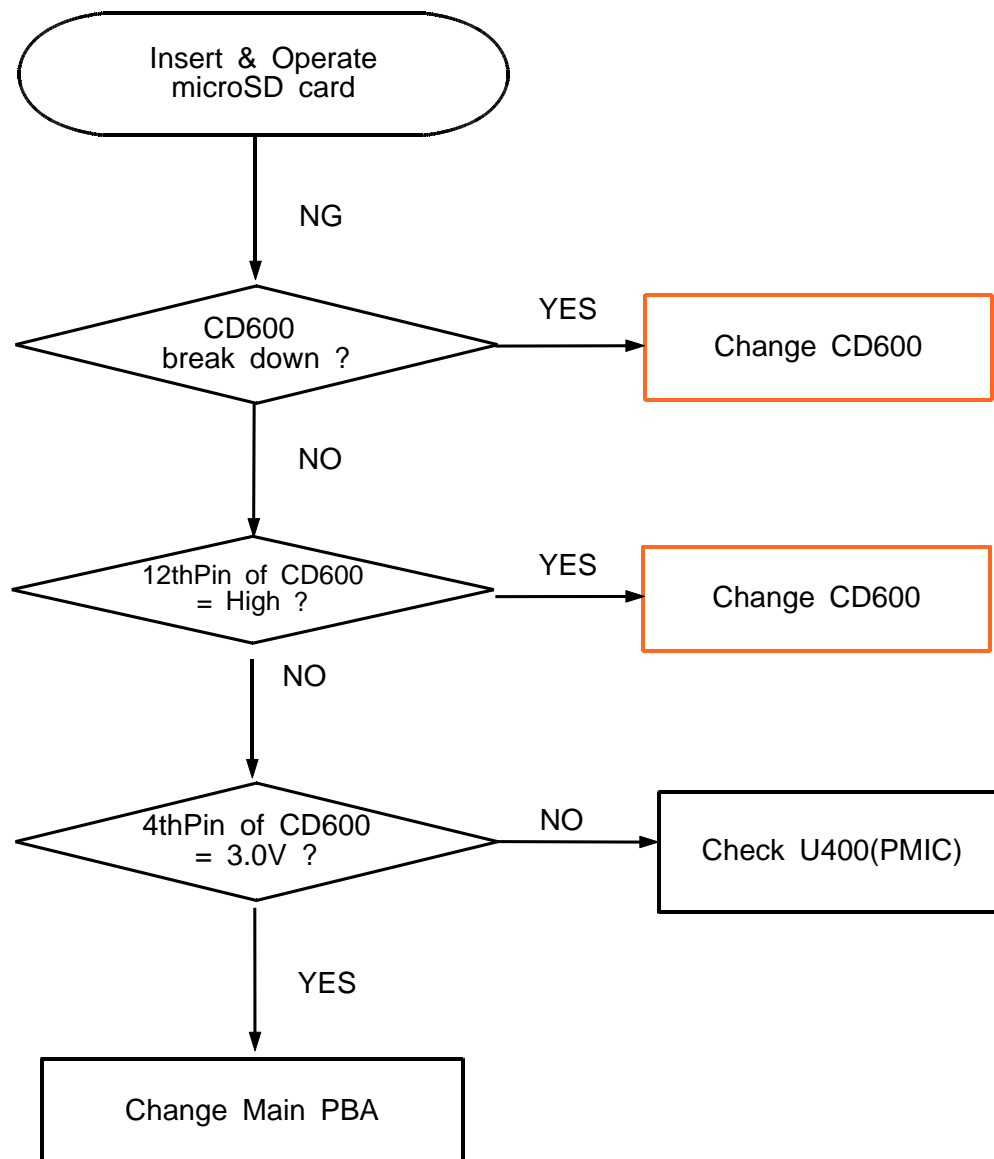 Insert & Operate
microSD card
NG
CD600
break down ?
YES
Change CD600
NO
12thPin of CD600
= High ?
YES
Change CD600
NO
4thPin of CD600
= 3.0V ?
NO
Check U400(PMIC)
YES
Change Main PBA